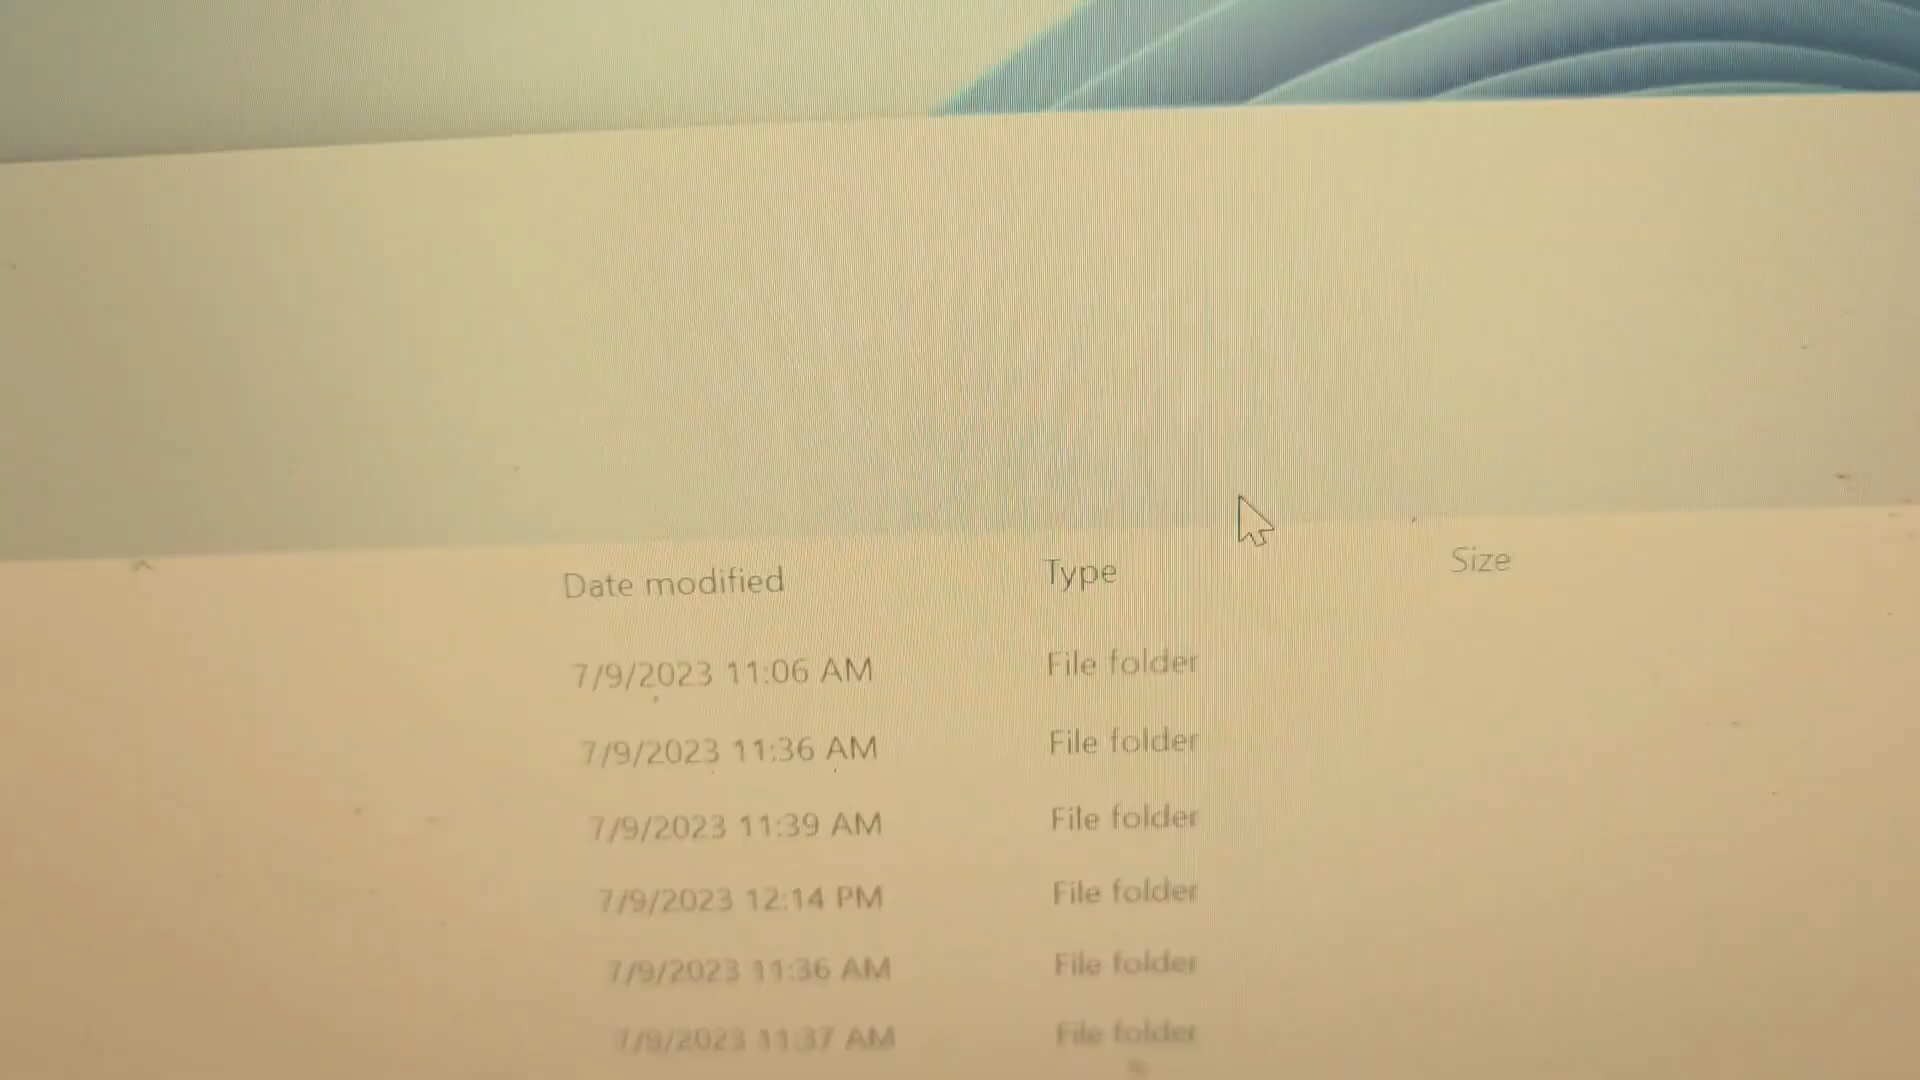 Date modified Type Size
7/9/2023 11:06 AM File folder
7/9/2023 11:36 AM File folder
7/9/2023 11:39 AM File folder
7/9/2023 12:14 PM File folder
7/9/2023 11:36 AM File folder
7/9/2023 11:37 AM File folder